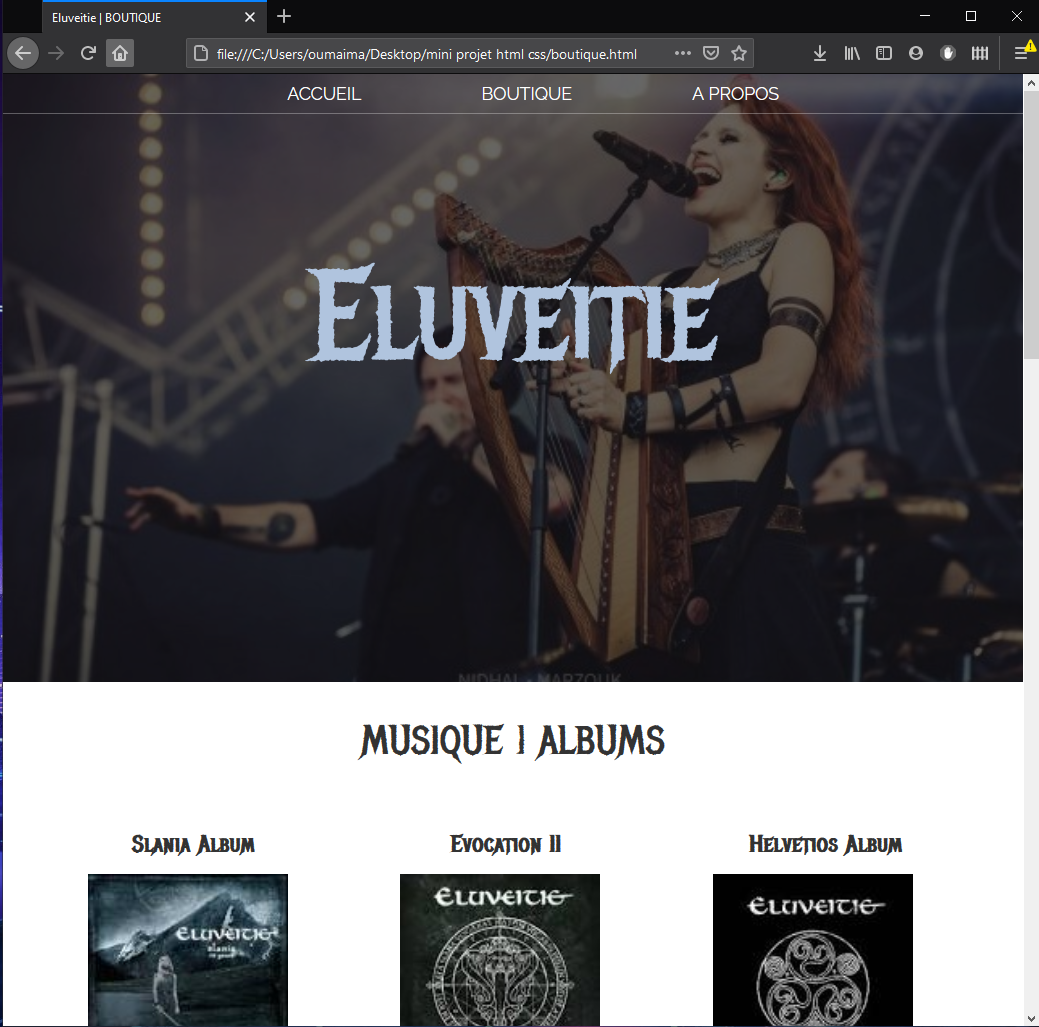 Eluveitie | BOUTIQUE
file:///C:/Users/oumaima/Desktop/mini projet html css/boutique.html
ACCUEIL BOUTIQUE A PROPOS
ELUVEITIE
NIDHAL - MARZOUK
MUSIQUE | ALBUMS
SLANIA ALBUM EVOCATION II HELVETIOS ALBUM
ELUVEITIE ELUVEITIE ELUVEITIE
slania